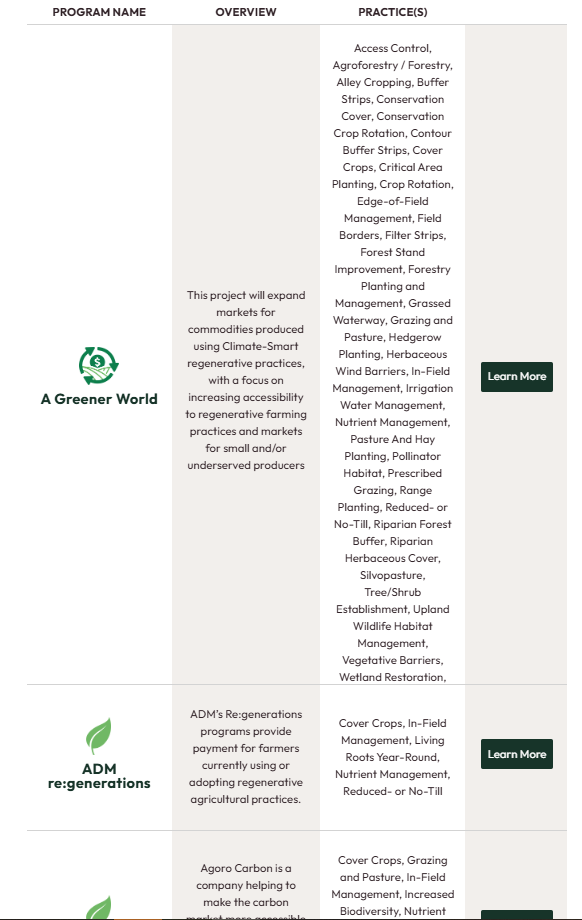 PROGRAM NAME
OVERVIEW
PRACTICE(S)
$
A Greener World
This project will expand
markets for
commodities produced
using Climate-Smart
regenerative practices,
with a focus on
increasing accessibility
to regenerative farming
practices and markets
for small and/or
underserved producers
Access Control,
Agroforestry / Forestry,
Alley Cropping, Buffer
Strips, Conservation
Cover, Conservation
Crop Rotation, Contour
Buffer Strips, Cover
Crops, Critical Area
Planting, Crop Rotation,
Edge-of-Field
Management, Field
Borders, Filter Strips,
Forest Stand
Improvement, Forestry
Planting and
Management, Grassed
Waterway, Grazing and
Pasture, Hedgerow
Planting, Herbaceous
Wind Barriers, In-Field
Management, Irrigation
Water Management,
Nutrient Management,
Pasture And Hay
Planting, Pollinator
Habitat, Prescribed
Grazing, Range
Planting, Reduced- or
No-Till, Riparian Forest
Buffer, Riparian
Herbaceous Cover,
Silvopasture,
Tree/Shrub
Establishment, Upland
Wildlife Habitat
Management,
Vegetative Barriers,
Wetland Restoration,
Learn More
ADM
re:generations
ADM's Re:generations
programs provide
payment for farmers
currently using or
adopting regenerative
agricultural practices.
Cover Crops, In-Field
Management, Living
Roots Year-Round,
Nutrient Management,
Reduced- or No-Till
Learn More
Agoro Carbon is a
company helping to
make the carbon
market more accessible
Cover Crops, Grazing
and Pasture, In-Field
Management, Increased
Biodiversity, Nutrient